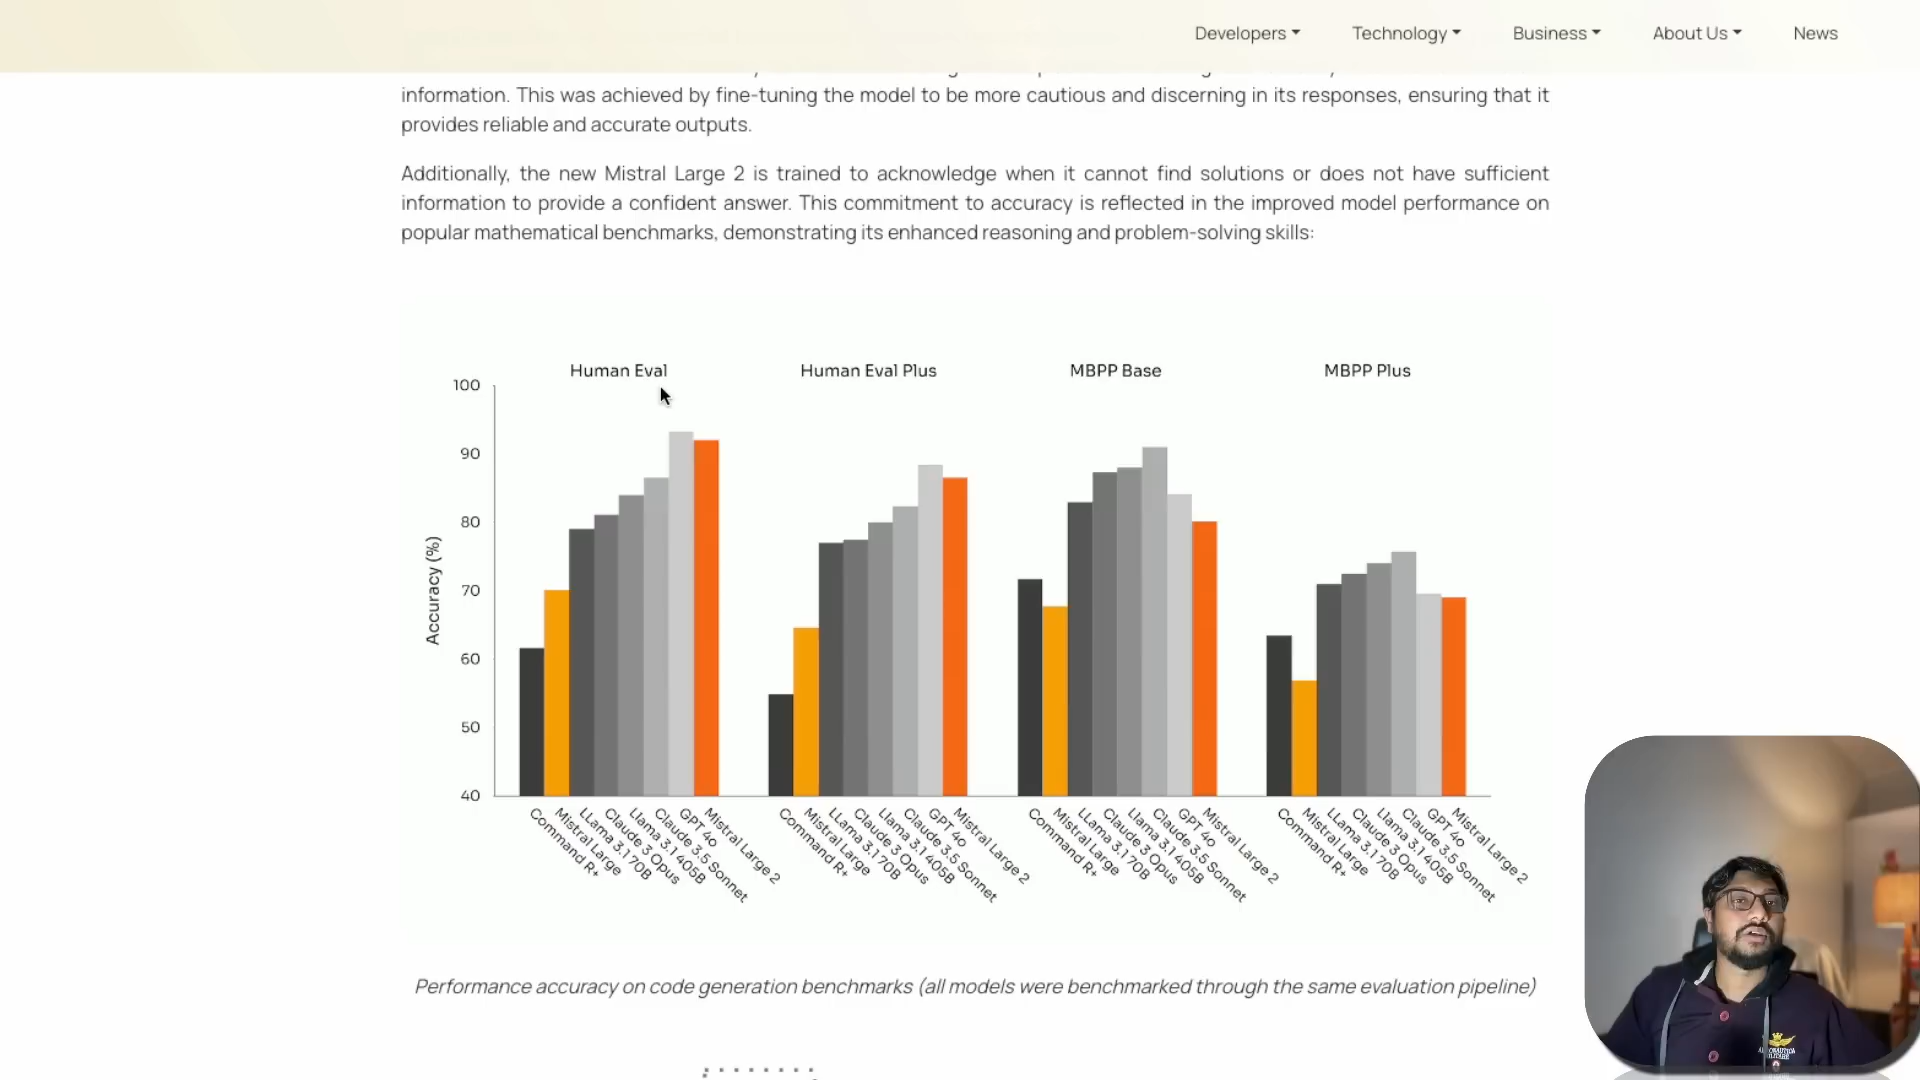 Developers Technology Business About Us News
information. This was achieved by fine-tuning the model to be more cautious and discerning in its responses, ensuring that it
provides reliable and accurate outputs.
Additionally, the new Mistral Large 2 is trained to acknowledge when it cannot find solutions or does not have sufficient
information to provide a confident answer. This commitment to accuracy is reflected in the improved model performance on
popular mathematical benchmarks, demonstrating its enhanced reasoning and problem-solving skills:
Human Eval Human Eval Plus MBPP Base MBPP Plus
Accuracy (%)
100
90
80
70
60
50
40
Command R+
Mistral Large
LLama 3.1 70B
Claude 3 Opus
Llama 3.1 405B
Claude 3.5 Sonnet
GPT 4o
Mistral Large 2
Command R+
Mistral Large
LLama 3.1 70B
Claude 3 Opus
Llama 3.1 405B
Claude 3.5 Sonnet
GPT 4o
Mistral Large 2
Command R+
Mistral Large
LLama 3.1 70B
Claude 3 Opus
Llama 3.1 405B
Claude 3.5 Sonnet
GPT 4o
Mistral Large 2
Command R+
Mistral Large
LLama 3.1 70B
Claude 3 Opus
Llama 3.1 405B
Claude 3.5 Sonnet
GPT 4o
Mistral Large 2
Performance accuracy on code generation benchmarks (all models were benchmarked through the same evaluation pipeline)